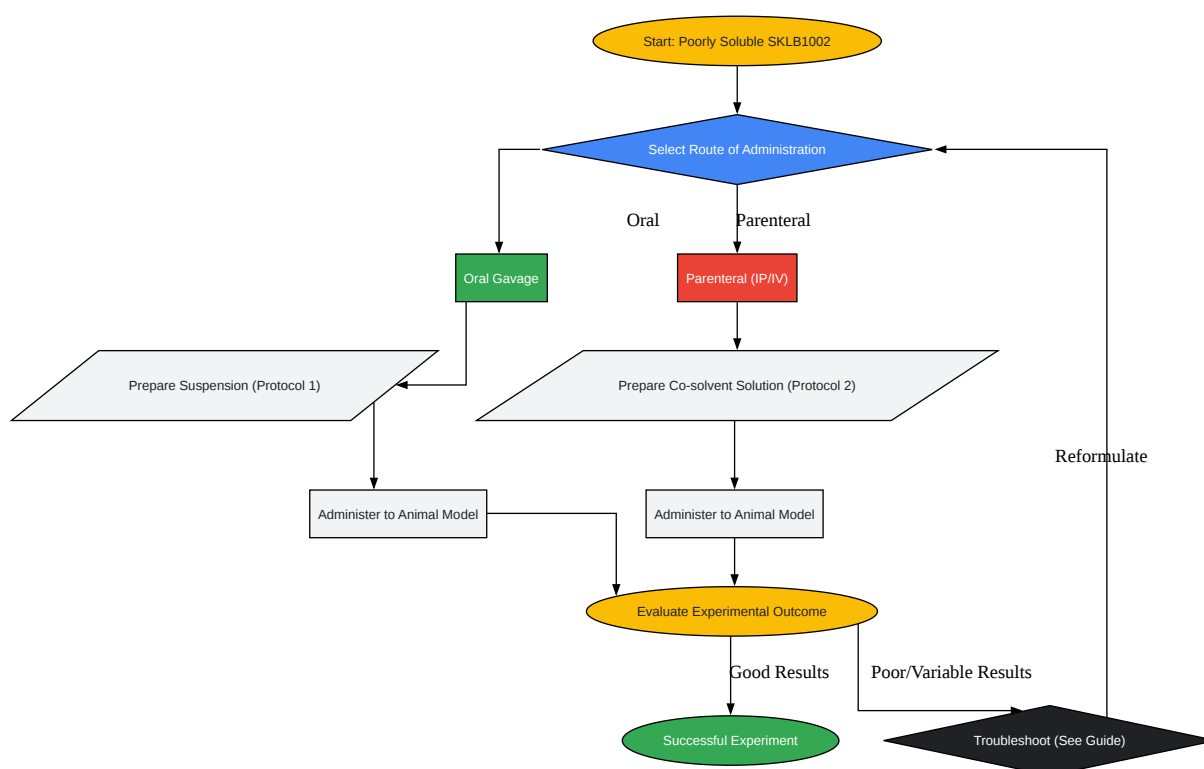 Start: Poorly Soluble SKLB1002
Select Route of Administration
Oral
Parenteral
Oral Gavage
Parenteral (IP/IV)
Prepare Suspension (Protocol 1)
Prepare Co-solvent Solution (Protocol 2)
Reformulate
Administer to Animal Model
Administer to Animal Model
Evaluate Experimental Outcome
Good Results
Poor/Variable Results
Successful Experiment
Troubleshoot (See Guide)